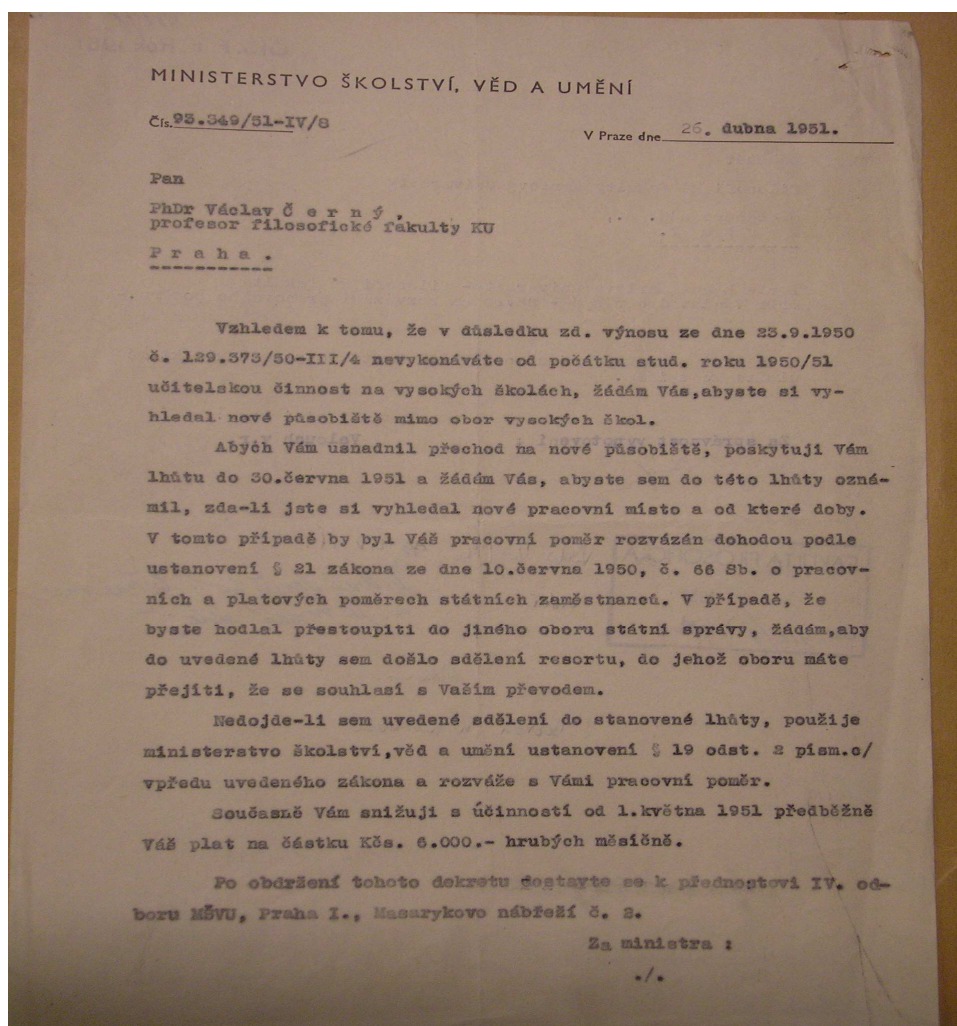 MINISTERSTVO ŠKOLSTVÍ, VĚD A UMĚNÍ
Čís. 93.349/51-IV/8
V Praze dne 26. dubna 1951.
Pan
PhDr Václav Č e r n ý ,
profesor filosofické fakulty KU
P r a h a .
Vzhledem k tomu, že v důsledku zd. výnosu ze dne 23.9.1950
č. 129.373/50-III/4 nevykonáváte od počátku stud. roku 1950/51
učitelskou činnost na vysokých školách, žádám Vás,abyste si vy-
hledal nové působiště mimo obor vysokých škol.
Abych Vám usnadnil přechod na nové působiště, poskytuji Vám
lhůtu do 30.června 1951 a žádám Vás, abyste sem do této lhůty ozná-
mil, zda-li jste si vyhledal nové pracovní místo a od které doby.
V tomto případě by byl Váš pracovní poměr rozvázán dohodou podle
ustanovení § 21 zákona ze dne 10.června 1950, č. 66 Sb. o pracov-
ních a platových poměrech státních zaměstnanců. V případě, že
byste hodlal přestoupiti do jiného oboru státní správy, žádám,aby
do uvedené lhůty sem došlo sdělení resortu, do jehož oboru máte
přejíti, že se souhlasí s Vaším převodem.
Nedojde-li sem uvedené sdělení do stanovené lhůty, použije
ministerstvo školství,věd a umění ustanovení § 19 odst. 2 písm.c/
vpředu uvedeného zákona a rozváže s Vámi pracovní poměr.
Současně Vám snižuji s účinností od 1.května 1951 předběžně
Váš plat na částku Kčs. 6.000.- hrubých měsíčně.
Po obdržení tohoto dekretu dostavte se k přednostovi IV. od-
boru MŠVU, Praha I., Masarykovo nábřeží č. 2.
Za ministra :
./.